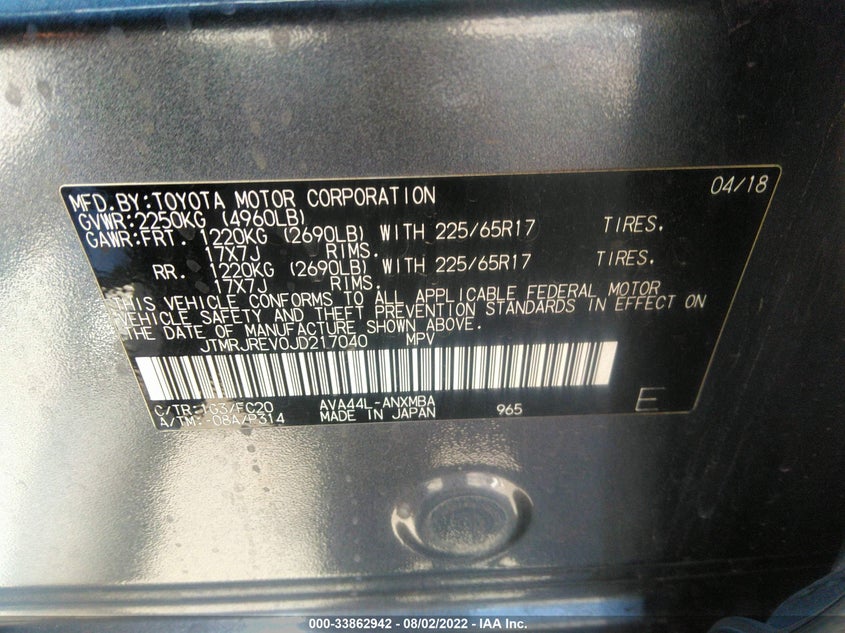 MFD.BY:TOYOTA MOTOR CORPORATION 04/18
GVWR:2250KG (4960LB)
GAWR:FRT. 1220KG (2690LB) WITH 225/65R17 TIRES.
17X7J RIMS.
RR. 1220KG (2690LB) WITH 225/65R17 TIRES.
17X7J RIMS.
THIS VEHICLE CONFORMS TO ALL APPLICABLE FEDERAL MOTOR
VEHICLE SAFETY AND THEFT PREVENTION STANDARDS IN EFFECT ON
THE DATE OF MANUFACTURE SHOWN ABOVE.
JTMRJREV0JD217040 MPV
C/TR:1G3/FC20 AVA44L-ANXMBA
A/TM:-08A/P314 MADE IN JAPAN 965 E
000-33862942 - 08/02/2022 - IAA Inc.